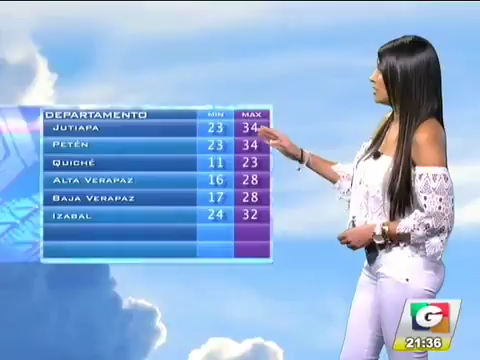 DEPARTAMENTO MIN MAX
JUTIAPA 23 34
PETÉN 23 34
QUICHÉ 11 23
ALTA VERAPAZ 16 28
BAJA VERAPAZ 17 28
IZABAL 24 32
G
21:36